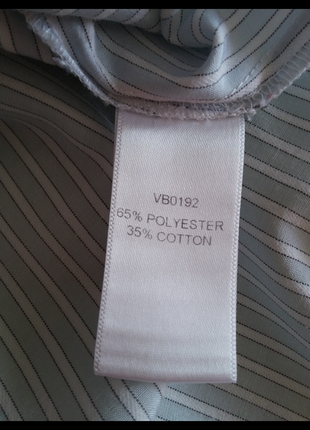 VB0192
65% POLYESTER
35% COTTON